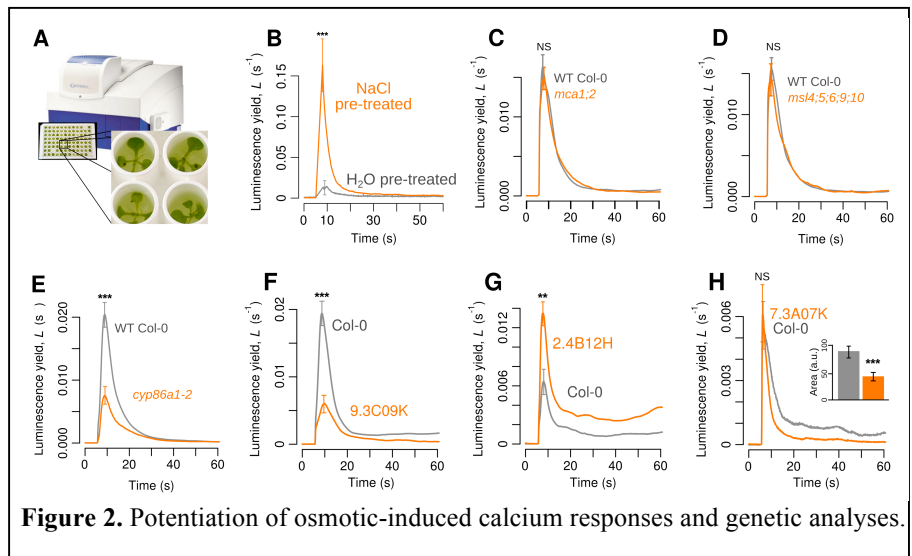 A
B
***
Luminescence yield, L (s⁻¹)
0.15
0.10
0.05
0
NaCl
pre-treated
H₂O pre-treated
0 10 30 50
Time (s)
C
NS
Luminescence yield, L (s⁻¹)
0.010
0.000
WT Col-0
mca1;2
0 20 40 60
Time (s)
D
NS
Luminescence yield, L (s⁻¹)
0.010
0.000
WT Col-0
msl4;5;6;9;10
0 20 40 60
Time (s)
E
***
Luminescence yield, L (s⁻¹)
0.020
0.010
0.000
WT Col-0
cyp86a1-2
0 20 40 60
Time (s)
F
***
Luminescence yield, L (s⁻¹)
0.02
0.01
0
Col-0
9.3C09K
0 20 40 60
Time (s)
G
**
Luminescence yield, L (s⁻¹)
0.012
0.006
0
2.4B12H
Col-0
0 20 40 60
Time (s)
H
NS
Luminescence yield, L (s⁻¹)
0.006
0.003
0
7.3A07K
Col-0
Area (a.u.)
100
50
0
***
0 20 40 60
Time (s)
Figure 2. Potentiation of osmotic-induced calcium responses and genetic analyses.